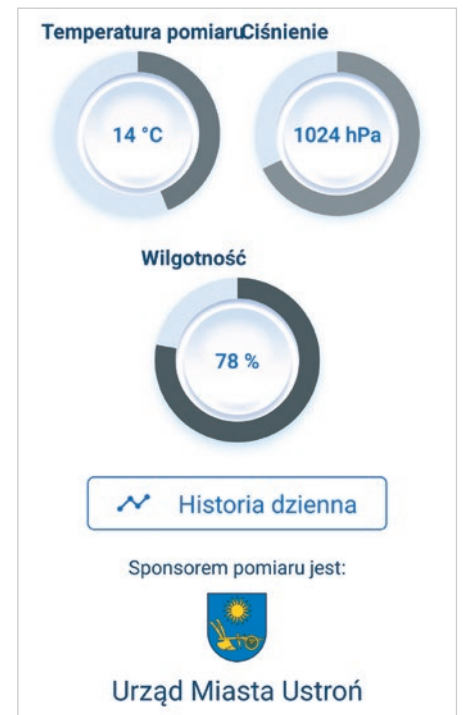 Temperatura pomiaruCiśnienie
14 °C
1024 hPa
Wilgotność
78 %
Historia dzienna
Sponsorem pomiaru jest:
Urząd Miasta Ustroń